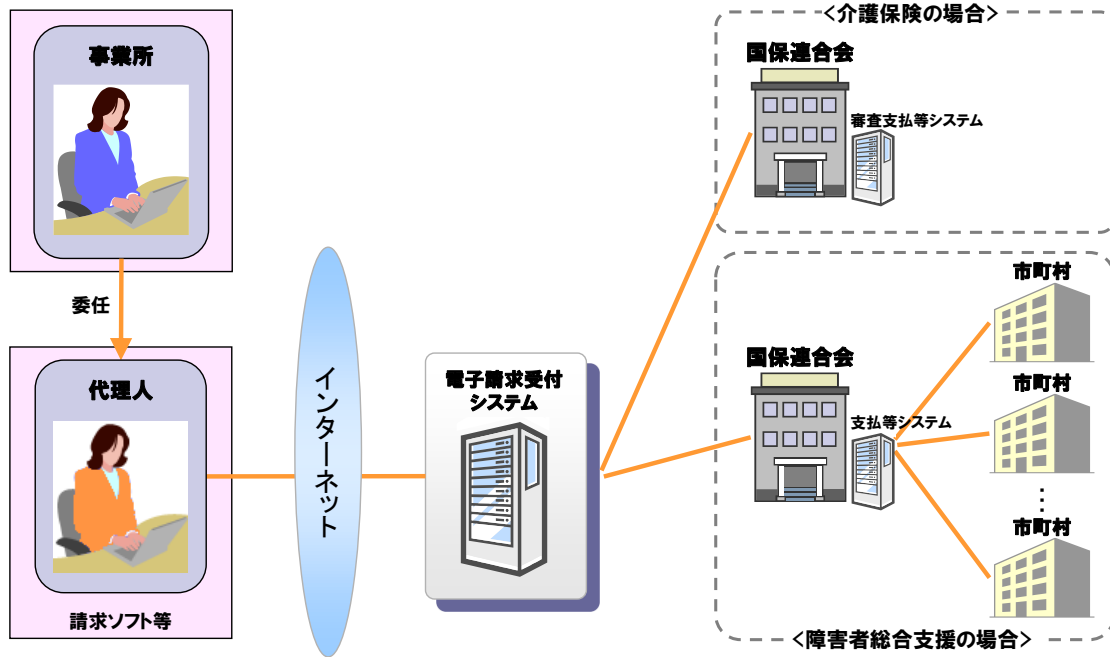 事業所
委任
代理人
請求ソフト等
インターネット
電子請求受付
システム
<介護保険の場合>
国保連合会
審査支払等システム
国保連合会
支払等システム
市町村
市町村
⋮
市町村
<障害者総合支援の場合>